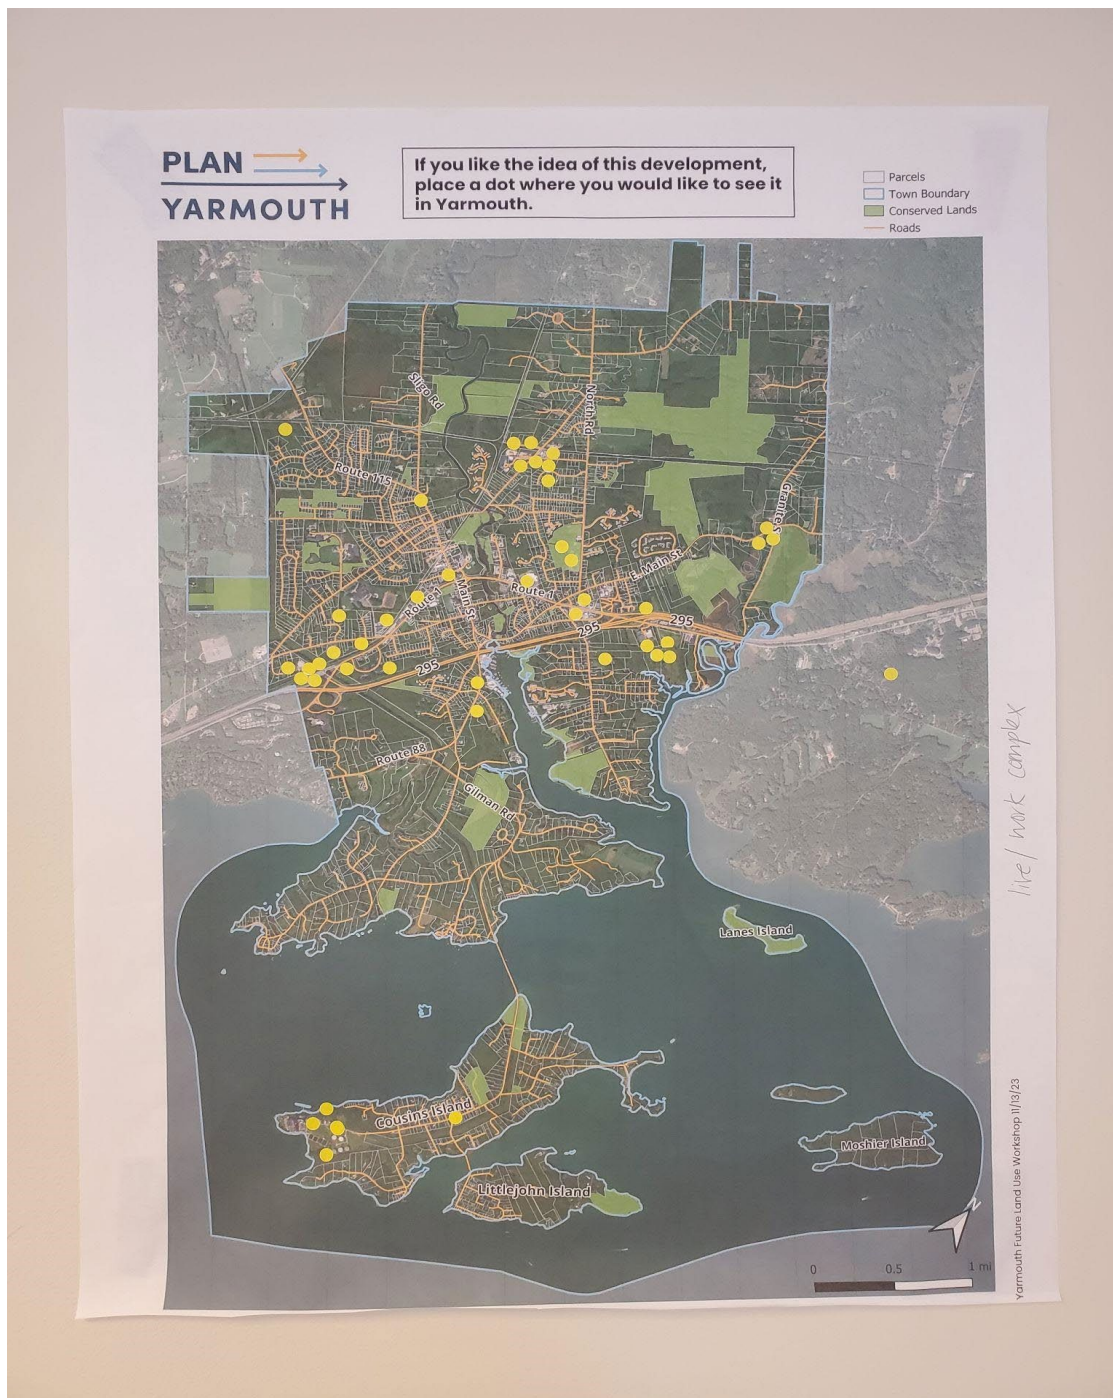 PLAN
YARMOUTH
If you like the idea of this development,
place a dot where you would like to see it
in Yarmouth.
Parcels
Town Boundary
Conserved Lands
Roads
Sligo Rd
North Rd
Route 115
Granite S
E. Main St
Route 1
Route 1
Main St
295
295
295
Route 88
Gilman Rd
live/work complex
Lanes Island
Cousins Island
Moshier Island
Littlejohn Island
N
0 0.5 1 mi
Yarmouth Future Land Use Workshop 11/13/23